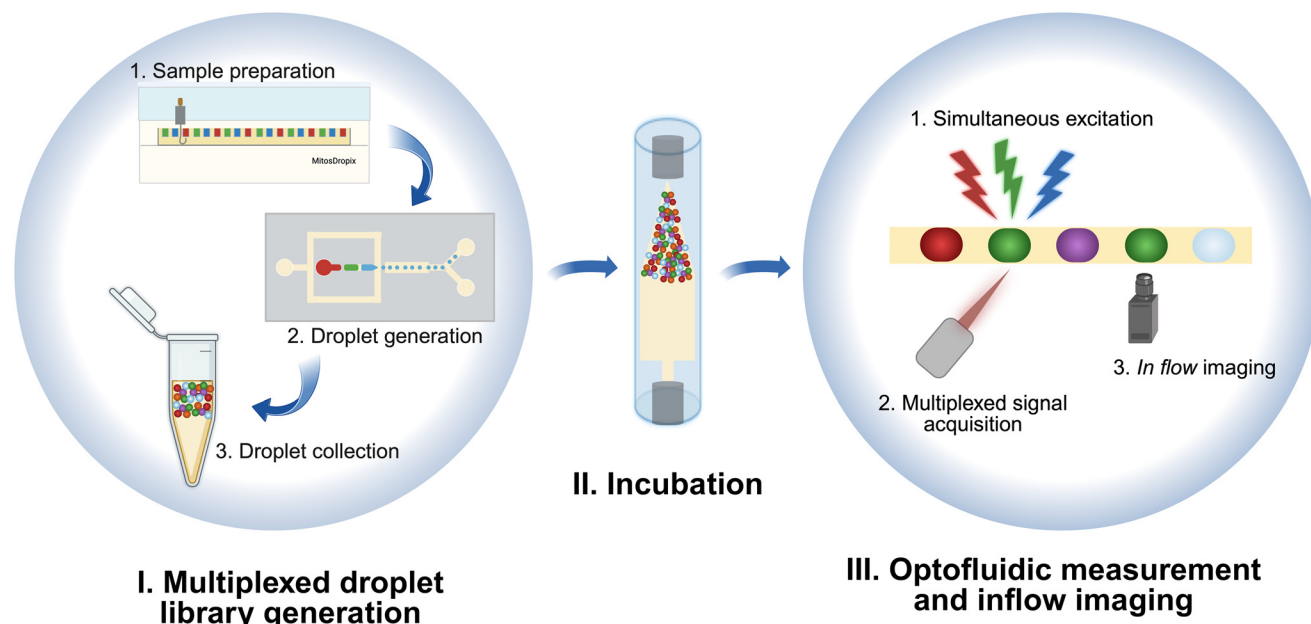 1. Sample preparation
MitosDropix
2. Droplet generation
3. Droplet collection
I. Multiplexed droplet
library generation
II. Incubation
1. Simultaneous excitation
2. Multiplexed signal
acquisition
3. In flow imaging
III. Optofluidic measurement
and inflow imaging